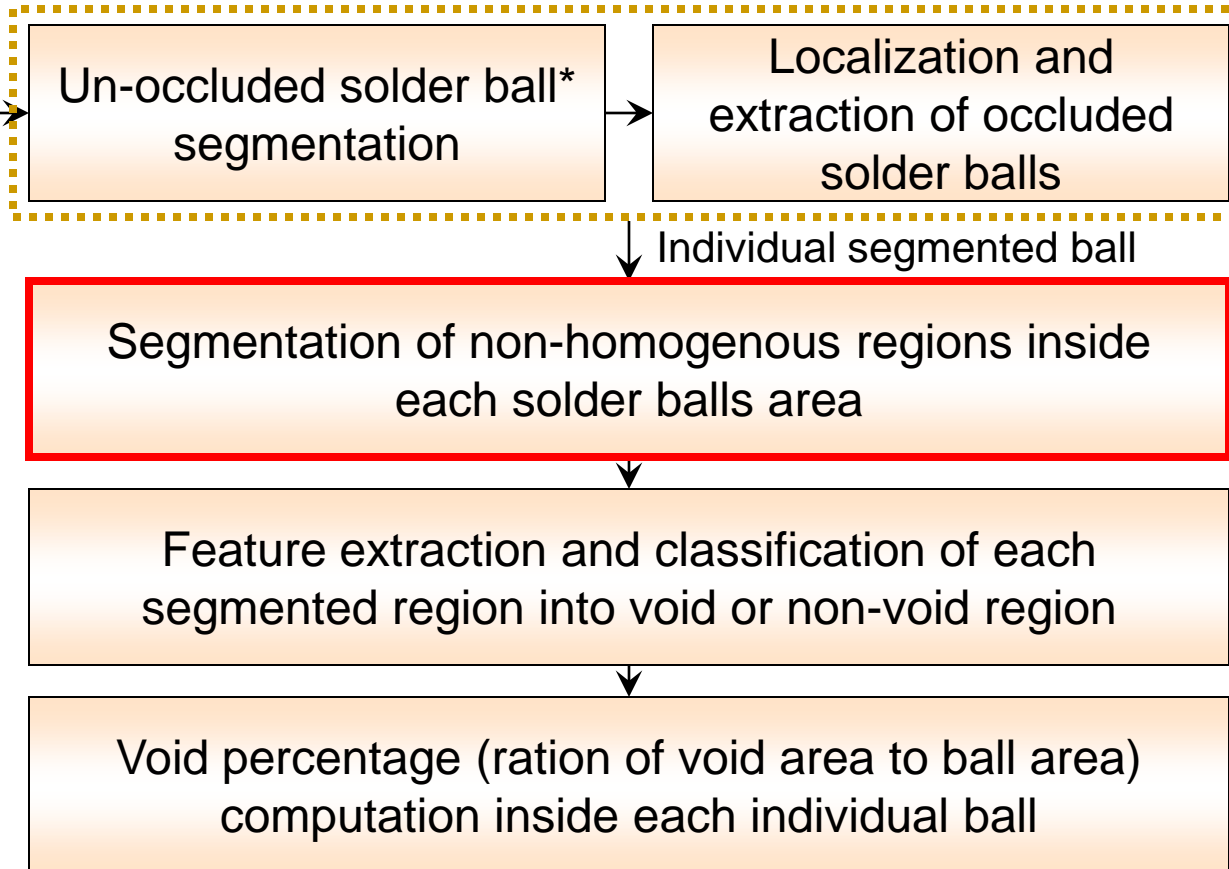 Un-occluded solder ball*
segmentation
Localization and
extraction of occluded
solder balls
Individual segmented ball
Segmentation of non-homogenous regions inside
each solder balls area
Feature extraction and classification of each
segmented region into void or non-void region
Void percentage (ration of void area to ball area)
computation inside each individual ball